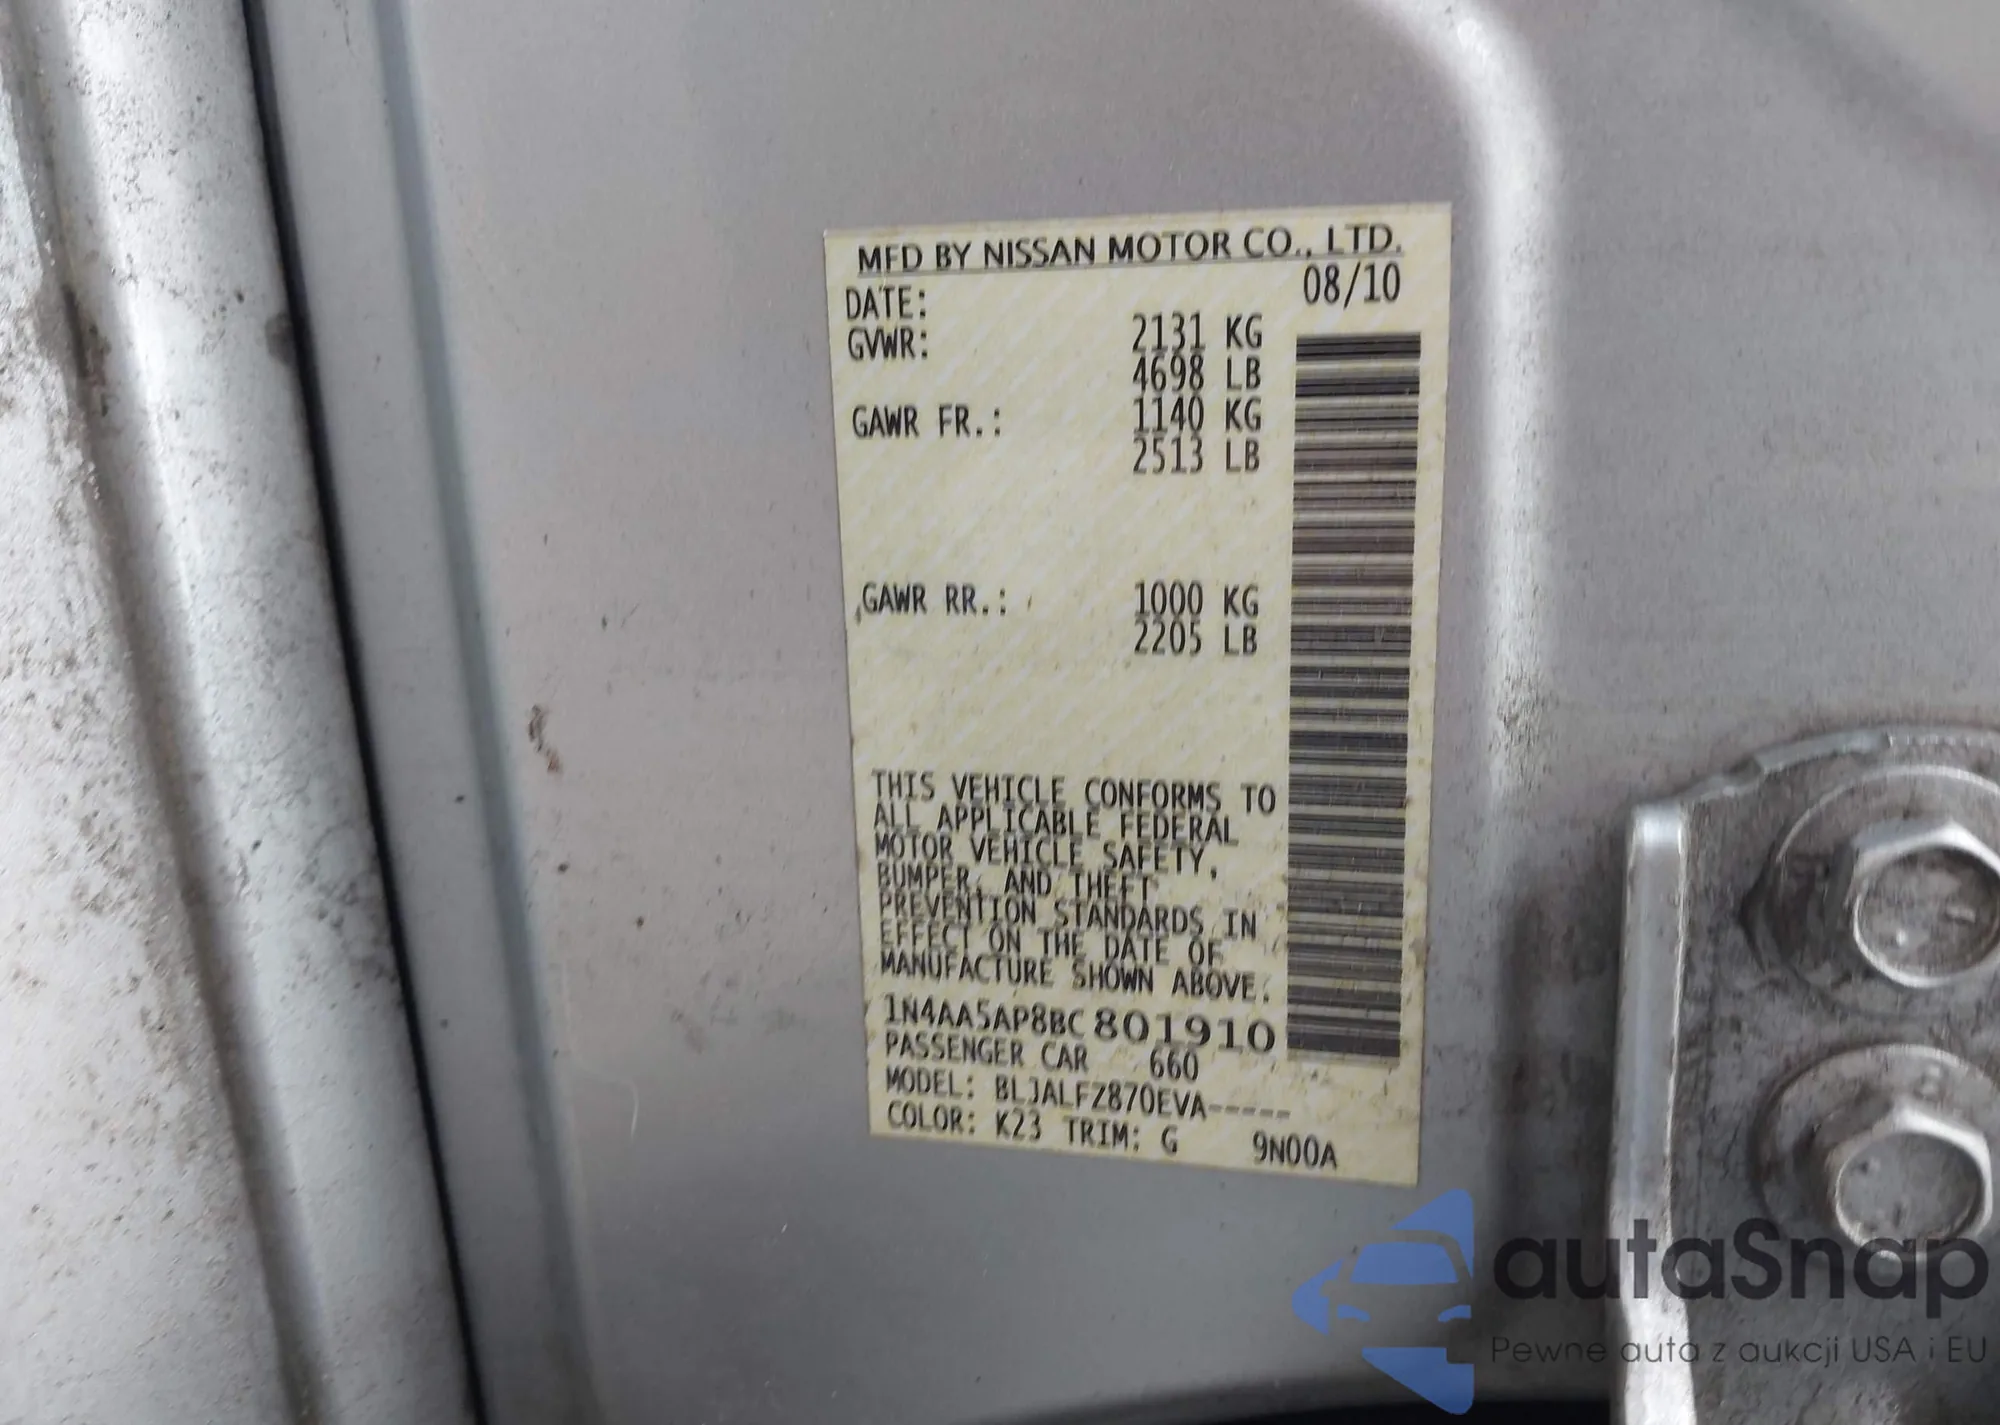 MFD BY NISSAN MOTOR CO., LTD.
DATE: 08/10
GVWR: 2131 KG
4698 LB
GAWR FR.: 1140 KG
2513 LB
GAWR RR.: 1000 KG
2205 LB
THIS VEHICLE CONFORMS TO
ALL APPLICABLE FEDERAL
MOTOR VEHICLE SAFETY,
BUMPER, AND THEFT
PREVENTION STANDARDS IN
EFFECT ON THE DATE OF
MANUFACTURE SHOWN ABOVE:
1N4AA5AP8BC801910
PASSENGER CAR 660
MODEL: BLJALFZ870EVA-----
COLOR: K23 TRIM: G 9N00A
autaSnap
Pewne auta z aukcji USA i EU